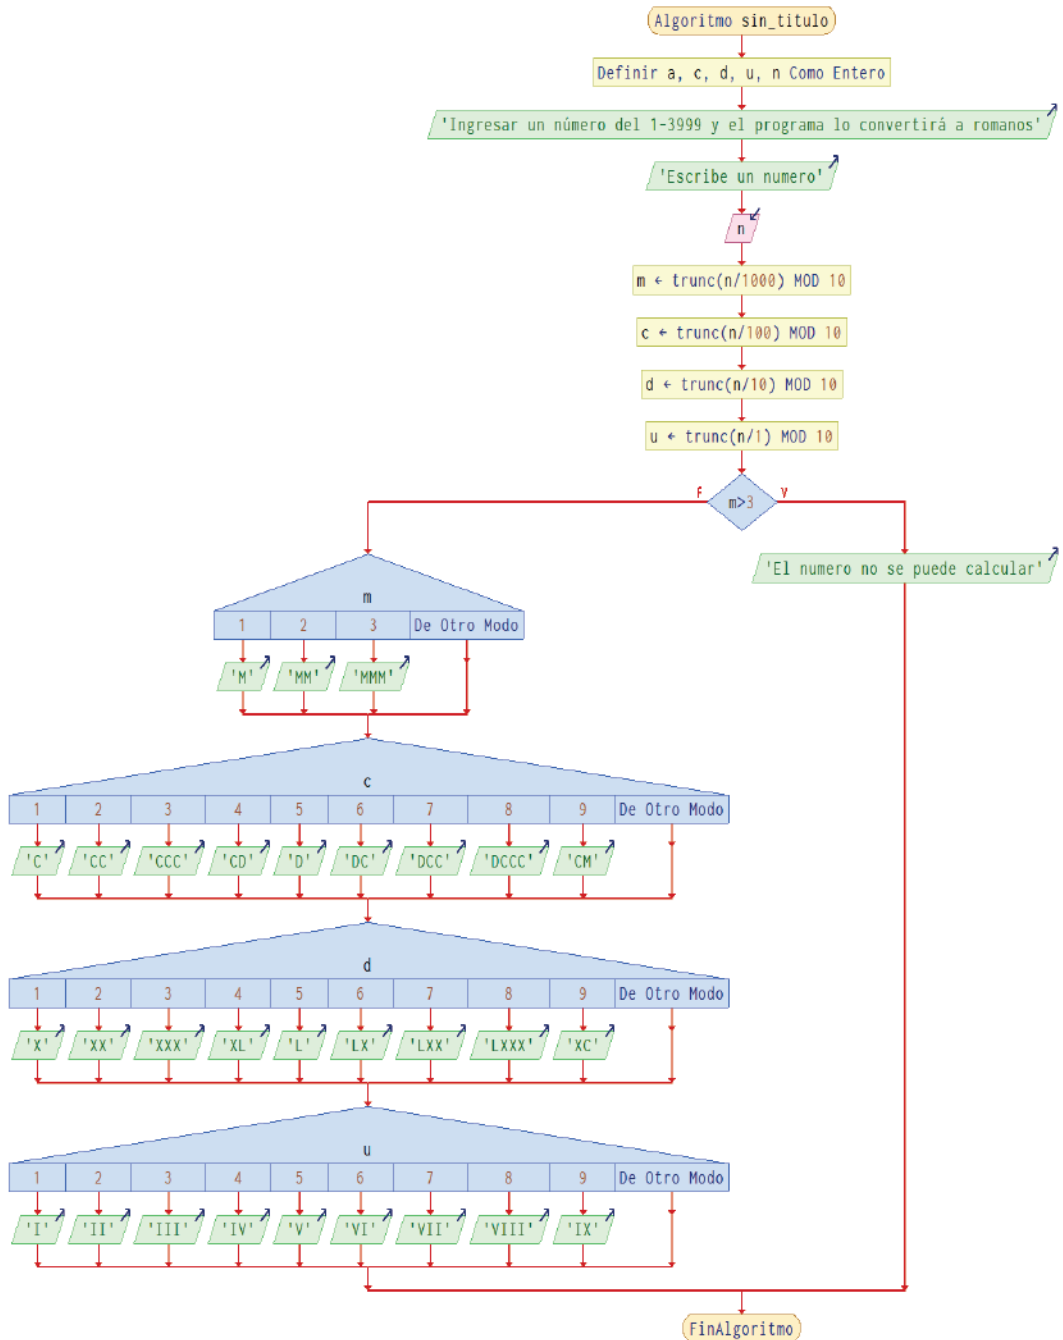 Algoritmo sin_titulo
Definir a, c, d, u, n Como Entero
'Ingresar un número del 1-3999 y el programa lo convertirá a romanos'
'Escribe un numero'
n
m ← trunc(n/1000) MOD 10
c ← trunc(n/100) MOD 10
d ← trunc(n/10) MOD 10
u ← trunc(n/1) MOD 10
F m>3 V
'El numero no se puede calcular'
m
1 2 3 De Otro Modo
'M' 'MM' 'MMM'
c
1 2 3 4 5 6 7 8 9 De Otro Modo
'C' 'CC' 'CCC' 'CD' 'D' 'DC' 'DCC' 'DCCC' 'CM'
d
1 2 3 4 5 6 7 8 9 De Otro Modo
'X' 'XX' 'XXX' 'XL' 'L' 'LX' 'LXX' 'LXXX' 'XC'
u
1 2 3 4 5 6 7 8 9 De Otro Modo
'I' 'II' 'III' 'IV' 'V' 'VI' 'VII' 'VIII' 'IX'
FinAlgoritmo